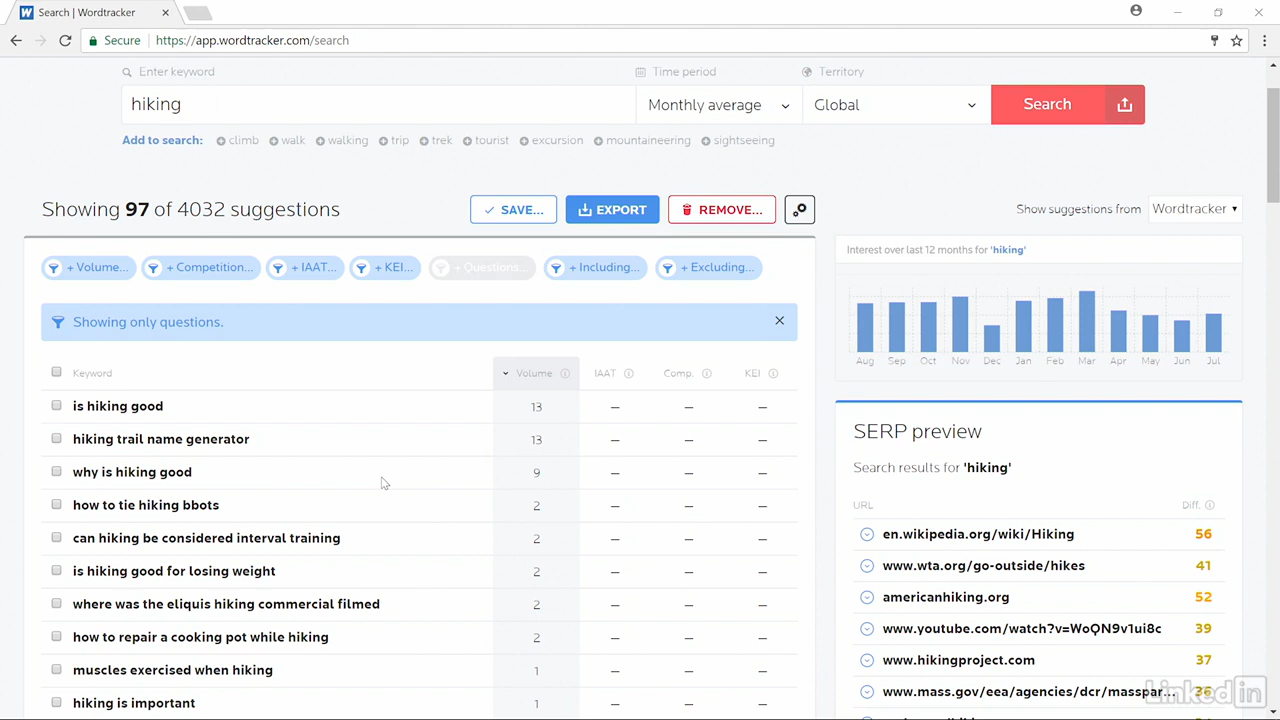 Search | Wordtracker
Secure
https://app.wordtracker.com/search
Enter keyword
Time period
Territory
hiking
Monthly average
Global
Search
Add to search: climb walk walking trip trek tourist excursion mountaineering sightseeing
Showing 97 of 4032 suggestions
SAVE...
EXPORT
REMOVE...
Show suggestions from Wordtracker
+ Volume...
+ Competition...
+ IAAT...
+ KEI...
+ Questions...
+ Including...
+ Excluding...
Showing only questions.
Keyword Volume IAAT Comp. KEI
is hiking good 13 – – –
hiking trail name generator 13 – – –
why is hiking good 9 – – –
how to tie hiking bbots 2 – – –
can hiking be considered interval training 2 – – –
is hiking good for losing weight 2 – – –
where was the eliquis hiking commercial filmed 2 – – –
how to repair a cooking pot while hiking 2 – – –
muscles exercised when hiking 1 – – –
hiking is important 1 – – –
Interest over last 12 months for 'hiking'
Aug Sep Oct Nov Dec Jan Feb Mar Apr May Jun Jul
SERP preview
Search results for 'hiking'
URL Diff.
en.wikipedia.org/wiki/Hiking 56
www.wta.org/go-outside/hikes 41
americanhiking.org 52
www.youtube.com/watch?v=WoQN9v1ui8c 39
www.hikingproject.com 37
www.mass.gov/eea/agencies/dcr/masspar...
Linked in